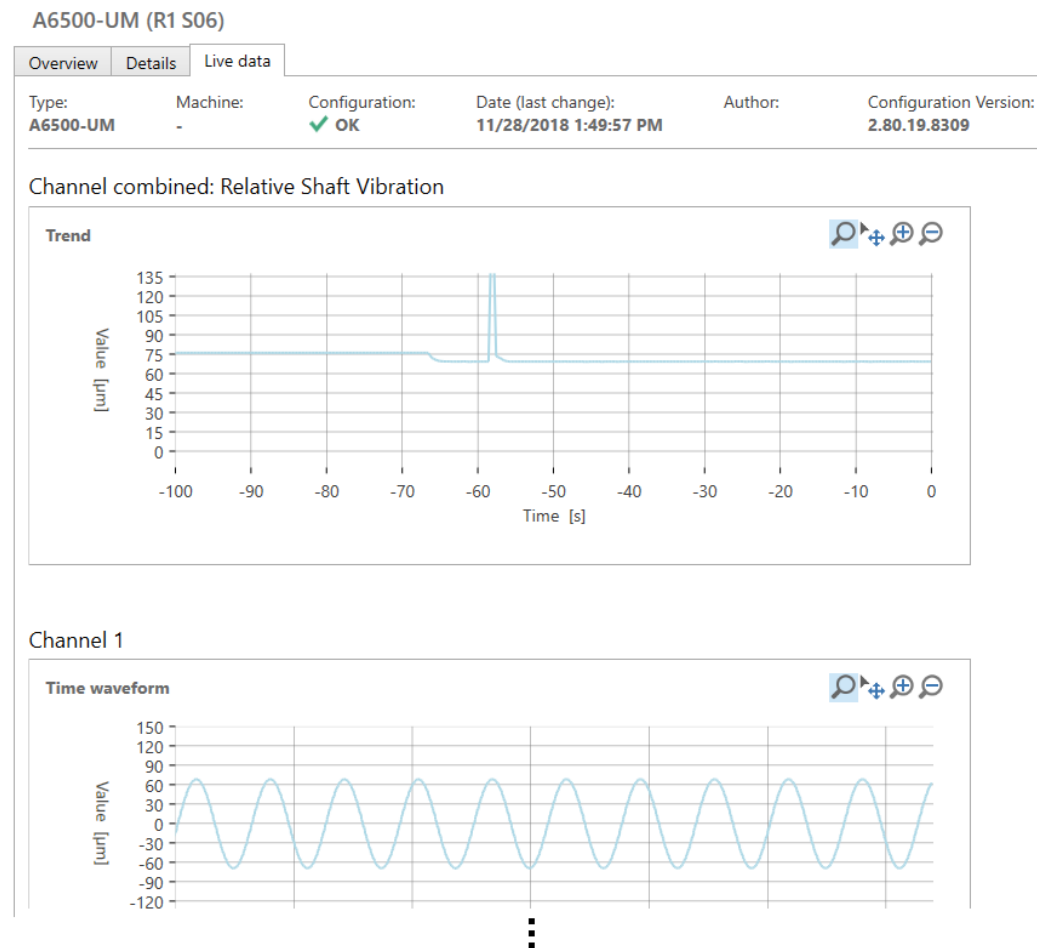 A6500-UM (R1 S06)
Overview Details Live data
Type: Machine: Configuration: Date (last change): Author: Configuration Version:
A6500-UM - OK 11/28/2018 1:49:57 PM 2.80.19.8309
Channel combined: Relative Shaft Vibration
Trend
135
120
105
90
75
60
45
30
15
0
Value [µm]
-100 -90 -80 -70 -60 -50 -40 -30 -20 -10 0
Time [s]
Channel 1
Time waveform
150
120
90
60
30
0
-30
-60
-90
-120
Value [µm]